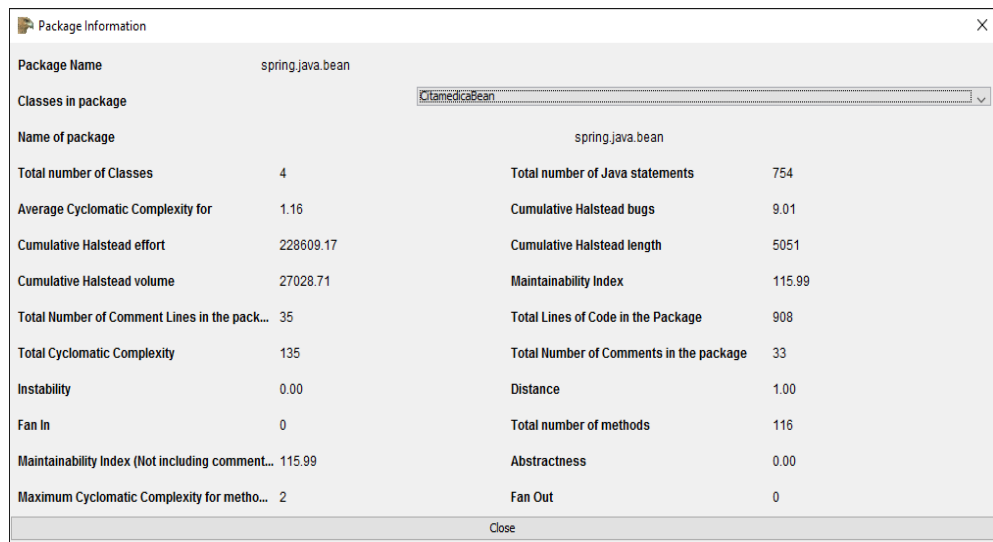 Package Information
Package Name spring.java.bean
Classes in package CitamedicaBean
Name of package spring.java.bean
Total number of Classes 4 Total number of Java statements 754
Average Cyclomatic Complexity for 1.16 Cumulative Halstead bugs 9.01
Cumulative Halstead effort 228609.17 Cumulative Halstead length 5051
Cumulative Halstead volume 27028.71 Maintainability Index 115.99
Total Number of Comment Lines in the pack... 35 Total Lines of Code in the Package 908
Total Cyclomatic Complexity 135 Total Number of Comments in the package 33
Instability 0.00 Distance 1.00
Fan In 0 Total number of methods 116
Maintainability Index (Not including comment... 115.99 Abstractness 0.00
Maximum Cyclomatic Complexity for metho... 2 Fan Out 0
Close